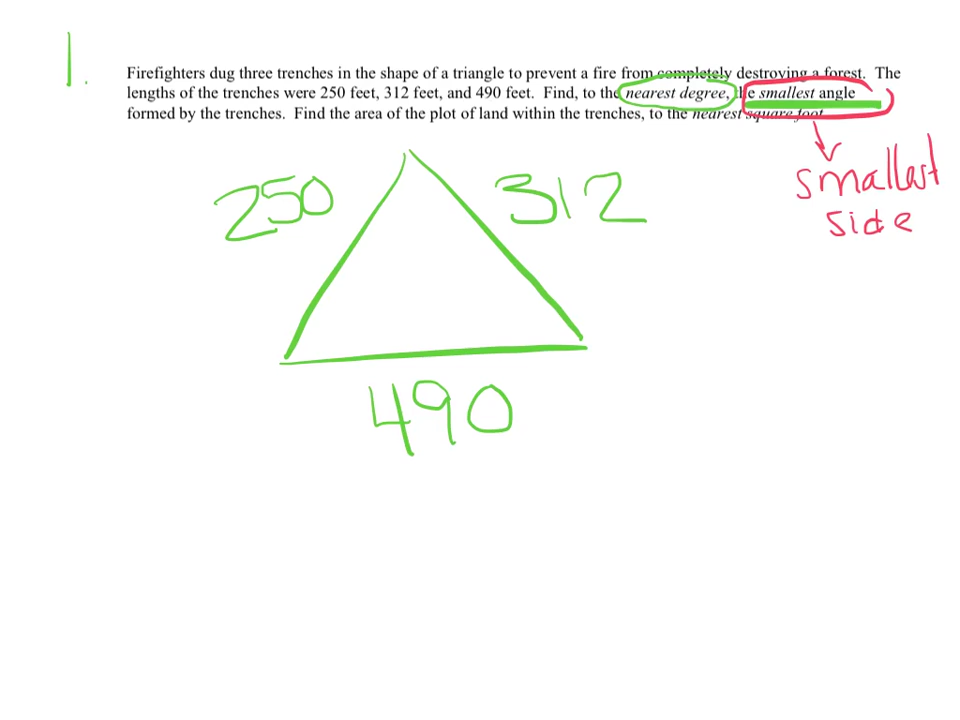 1.
Firefighters dug three trenches in the shape of a triangle to prevent a fire from completely destroying a forest. The
lengths of the trenches were 250 feet, 312 feet, and 490 feet. Find, to the nearest degree, the smallest angle
formed by the trenches. Find the area of the plot of land within the trenches, to the nearest square foot.
250
312
smallest
side
490